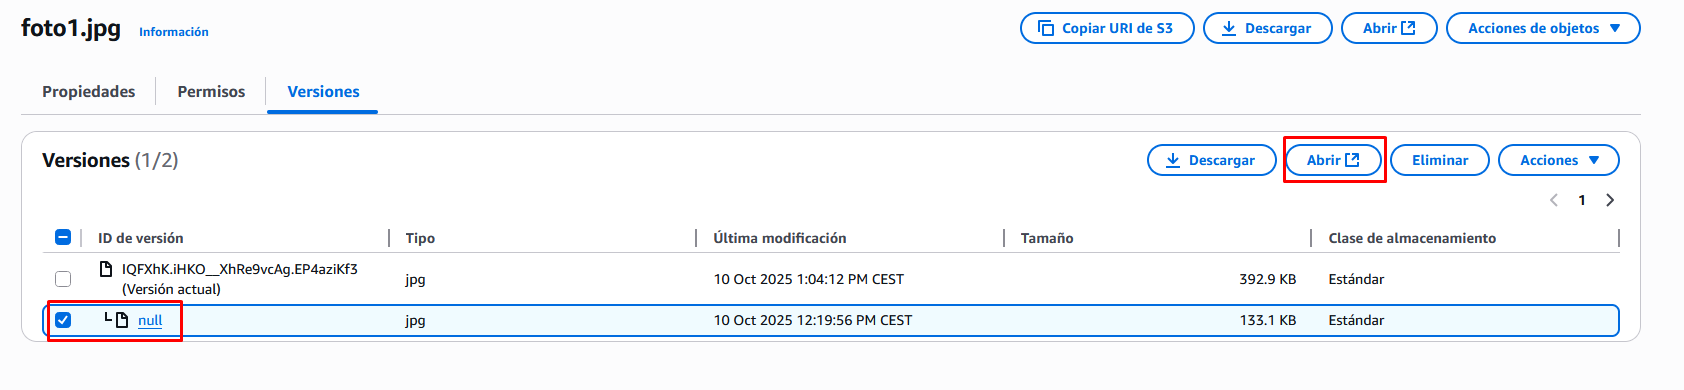 foto1.jpg Información Copiar URI de S3 Descargar Abrir Acciones de objetos
Propiedades Permisos Versiones
Versiones (1/2) Descargar Abrir Eliminar Acciones
1
ID de versión Tipo Última modificación Tamaño Clase de almacenamiento
IQFXhK.iHKO__XhRe9vcAg.EP4aziKf3
(Versión actual) jpg 10 Oct 2025 1:04:12 PM CEST 392.9 KB Estándar
null jpg 10 Oct 2025 12:19:56 PM CEST 133.1 KB Estándar